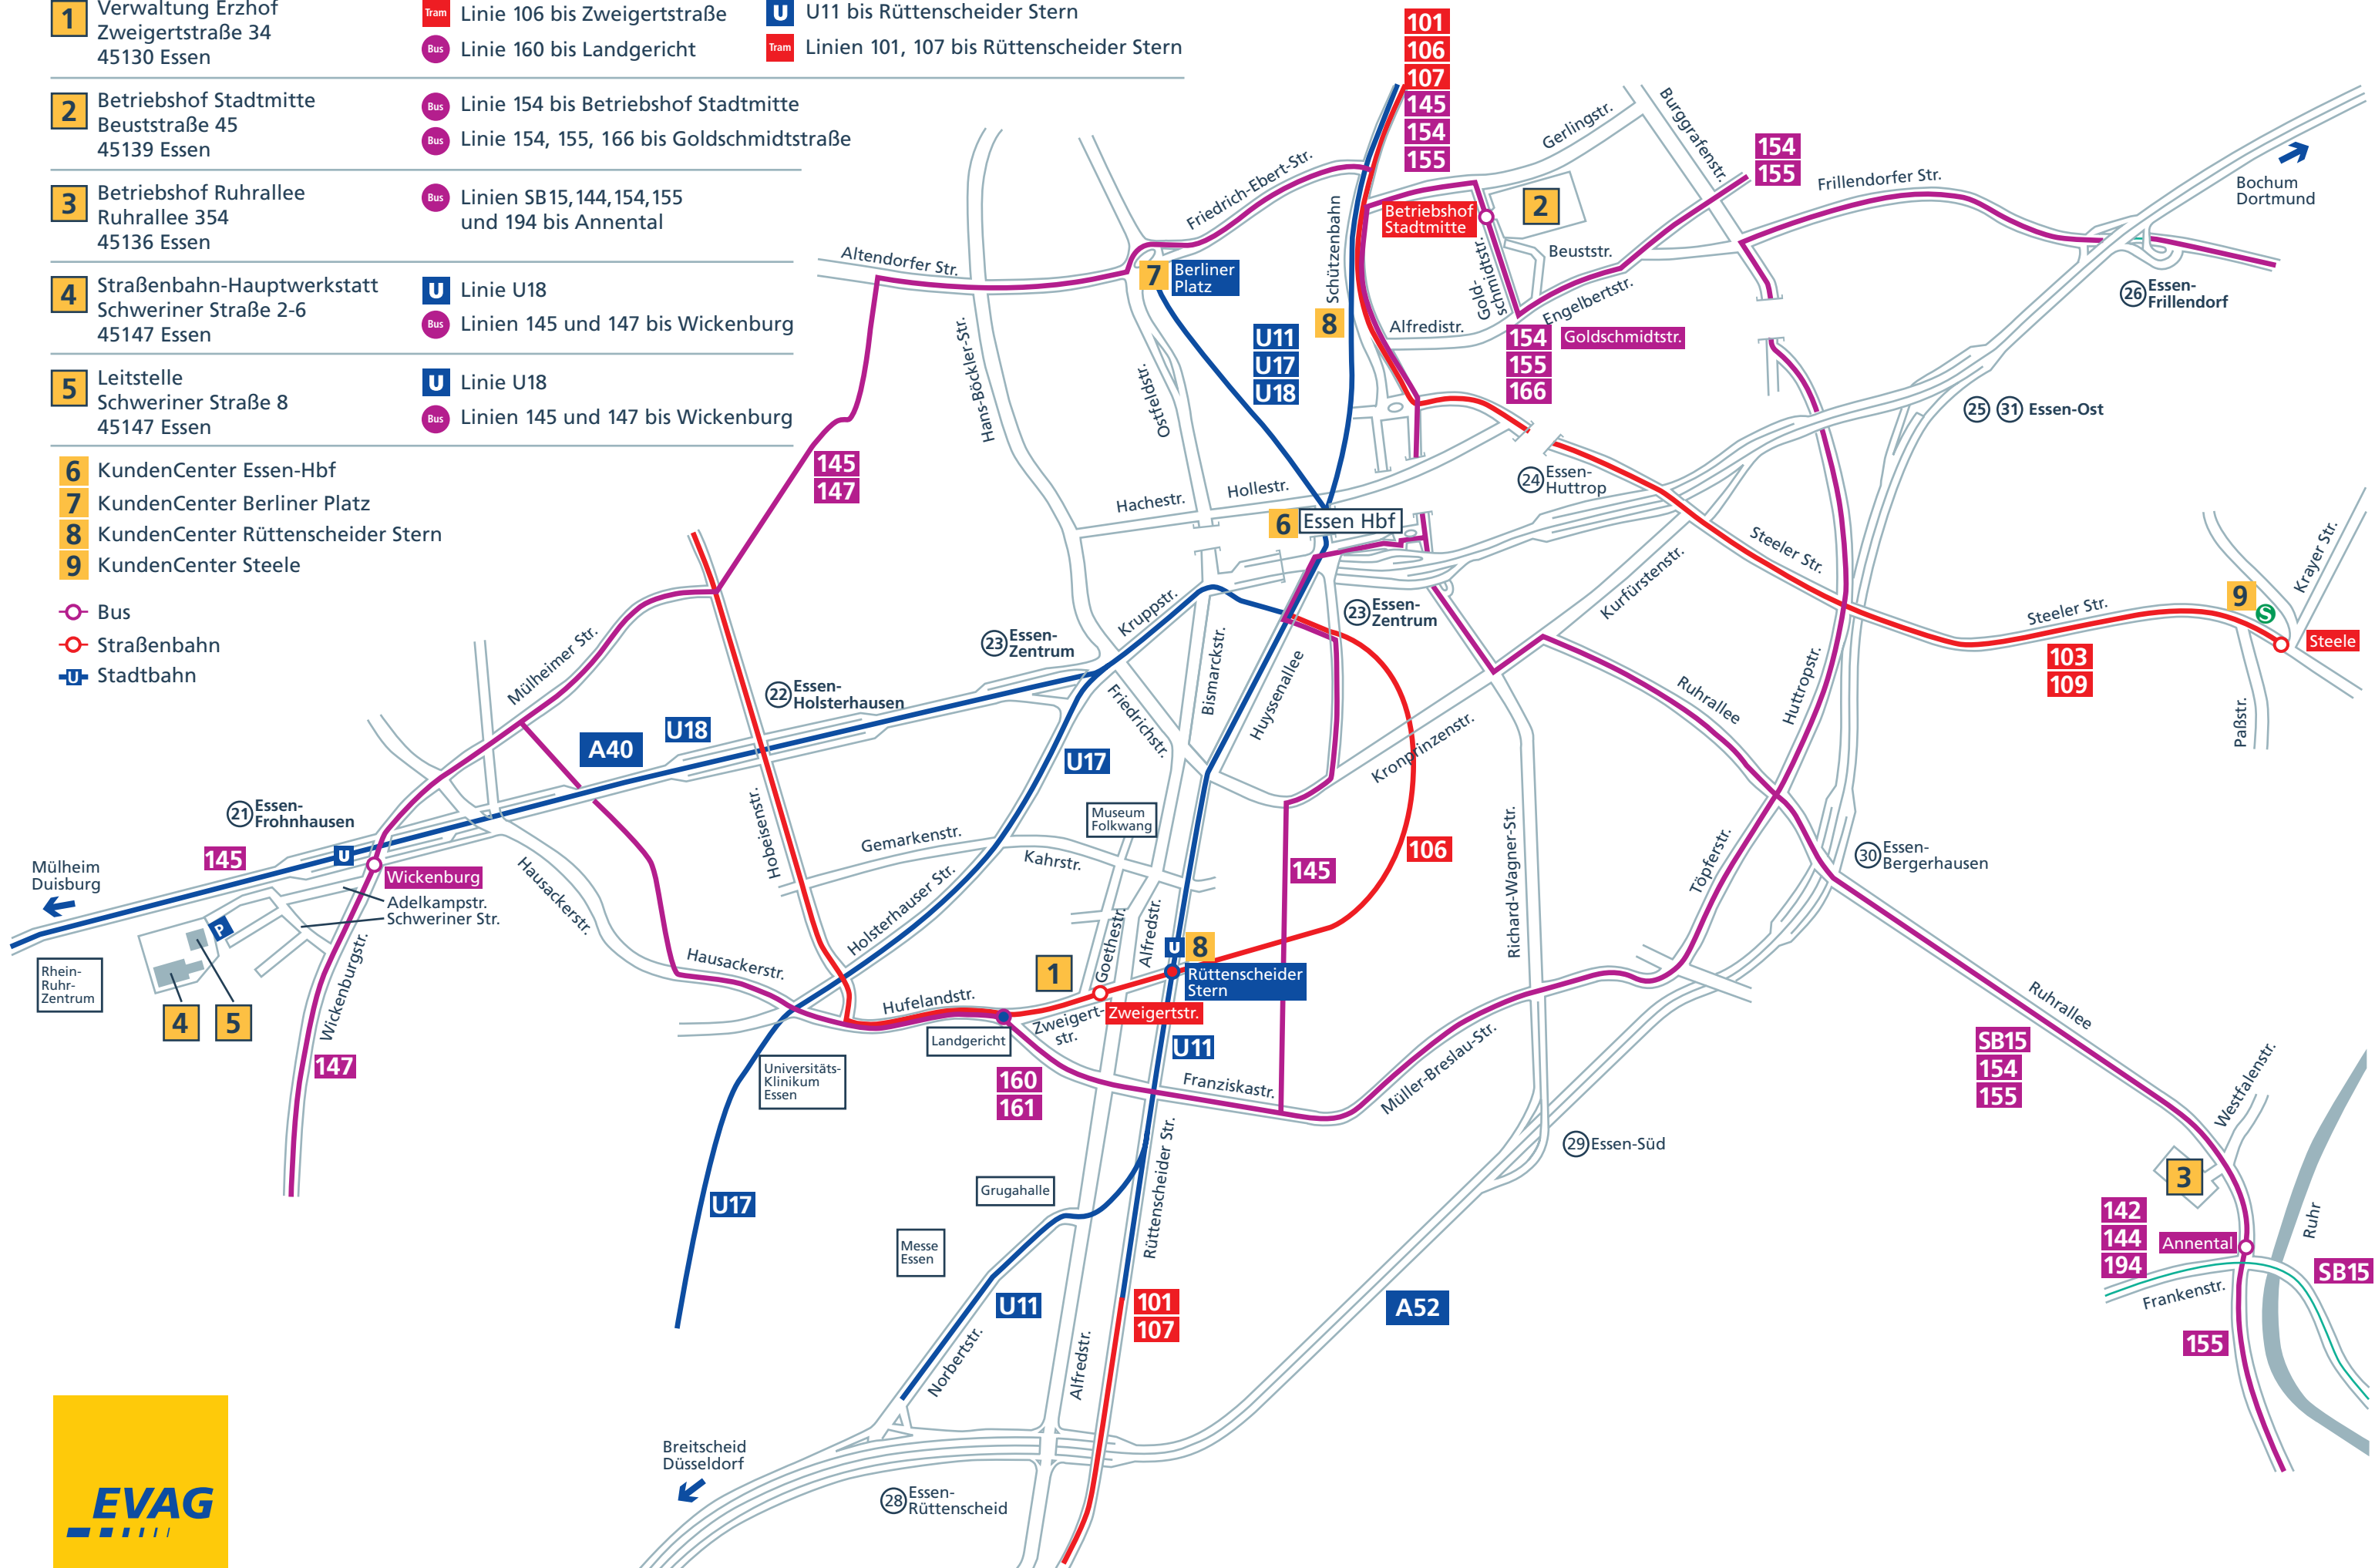 1
Verwaltung Erzhof
Zweigertstraße 34
45130 Essen
Tram Linie 106 bis Zweigertstraße
Bus Linie 160 bis Landgericht
U U11 bis Rüttenscheider Stern
Tram Linien 101, 107 bis Rüttenscheider Stern
2
Betriebshof Stadtmitte
Beuststraße 45
45139 Essen
Bus Linie 154 bis Betriebshof Stadtmitte
Bus Linie 154, 155, 166 bis Goldschmidtstraße
3
Betriebshof Ruhrallee
Ruhrallee 354
45136 Essen
Bus Linien SB15,144,154,155
und 194 bis Annental
4
Straßenbahn-Hauptwerkstatt
Schweriner Straße 2-6
45147 Essen
U Linie U18
Bus Linien 145 und 147 bis Wickenburg
5
Leitstelle
Schweriner Straße 8
45147 Essen
U Linie U18
Bus Linien 145 und 147 bis Wickenburg
6 KundenCenter Essen-Hbf
7 KundenCenter Berliner Platz
8 KundenCenter Rüttenscheider Stern
9 KundenCenter Steele
Bus
Straßenbahn
U Stadtbahn
101
106
107
145
154
155
Gerlingstr.
Burggrafenstr.
154
155
Frillendorfer Str.
Bochum
Dortmund
Friedrich-Ebert-Str.
Schützenbahn
Betriebshof
Stadtmitte
2
Beuststr.
Gold-
schmidtstr.
Engelbertstr.
Altendorfer Str.
7
Berliner
Platz
8
U11
U17
U18
Alfredistr.
154
155
166
Goldschmidtstr.
26 Essen-
Frillendorf
Hans-Böckler-Str.
Ostfeldstr.
25 31 Essen-Ost
145
147
Hachestr.
Hollestr.
24 Essen-
Huttrop
6 Essen Hbf
Steeler Str.
Kurfürstenstr.
Krayer Str.
9
S
Steeler Str.
Steele
103
109
Paßstr.
Kruppstr.
23 Essen-
Zentrum
23 Essen-
Zentrum
Mülheimer Str.
22 Essen-
Holsterhausen
Bismarckstr.
Huyssenallee
Friedrichstr.
Ruhrallee
Huttropstr.
Kronprinzenstr.
A40
U18
U17
21 Essen-
Frohnhausen
145
U
Mülheim
Duisburg
Wickenburg
Adelkampstr.
Schweriner Str.
P
Rhein-
Ruhr-
Zentrum
4
5
Wickenburgstr.
147
Hausackerstr.
Hobeisenstr.
Gemarkenstr.
Kahrstr.
Museum
Folkwang
106
145
Richard-Wagner-Str.
Töpferstr.
30 Essen-
Bergerhausen
Holsterhauser Str.
Hausackerstr.
Hufelandstr.
Goethestr.
Alfredstr.
1
U 8
Rüttenscheider
Stern
Zweigertstr.
Zweigert-
str.
Landgericht
U11
160
161
Franziskastr.
Müller-Breslau-Str.
Universitäts-
Klinikum
Essen
Ruhrallee
SB15
154
155
Westfalenstr.
29 Essen-Süd
U17
Grugahalle
Messe
Essen
Rüttenscheider Str.
3
142
144
194
Annental
Ruhr
SB15
Frankenstr.
155
U11
101
107
A52
Norbertstr.
Alfredstr.
Breitscheid
Düsseldorf
28 Essen-
Rüttenscheid
EVAG